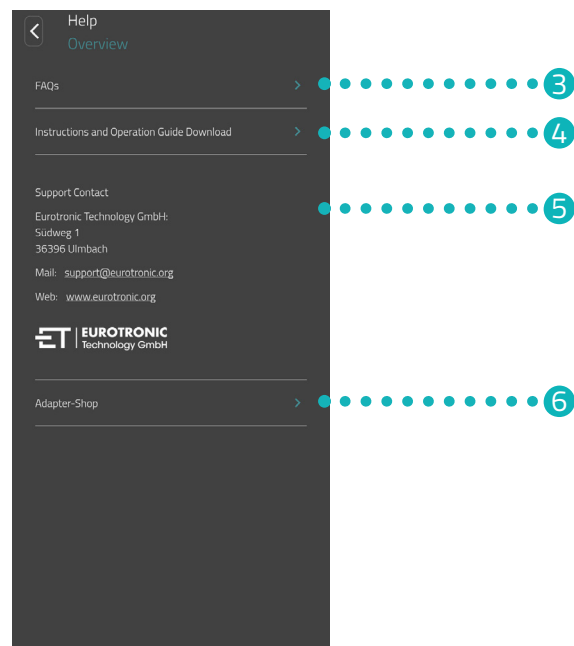 Help
Overview
FAQs
3
Instructions and Operation Guide Download
4
Support Contact
5
Eurotronic Technology GmbH:
Südweg 1
36396 Ulmbach
Mail: support@eurotronic.org
Web: www.eurotronic.org
ET EUROTRONIC
Technology GmbH
Adapter-Shop
6